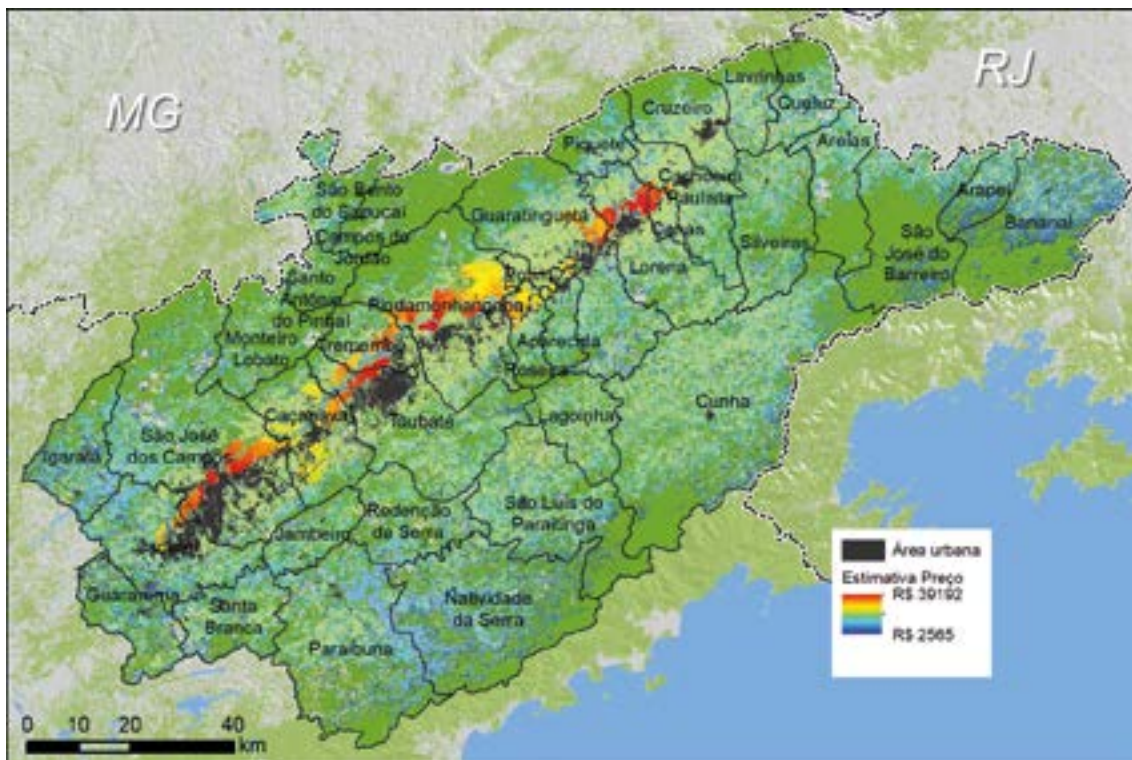 MG
RJ
Lavrinhas
Cruzeiro
Queluz
Piquete
Areias
Cachoeira
Paulista
São Bento
do Sapucaí
Arapeí
Guaratinguetá
Bananal
Canas
Campos do
Jordão
Silveiras
São
José do
Barreiro
Lorena
Santo
Antônio
do Pinhal
Potim
Pindamonhangaba
Monteiro
Lobato
Tremembé
Aparecida
Roseira
Cunha
Caçapava
Taubaté
Lagoinha
São José
dos Campos
Igaratá
Redenção
da Serra
São Luís do
Paraitinga
Jambeiro
Jacareí
Guararema
Santa
Branca
Natividade
da Serra
Paraibuna
Área urbana
Estimativa Preço
R$ 39192
R$ 2565
0 10 20 40
km